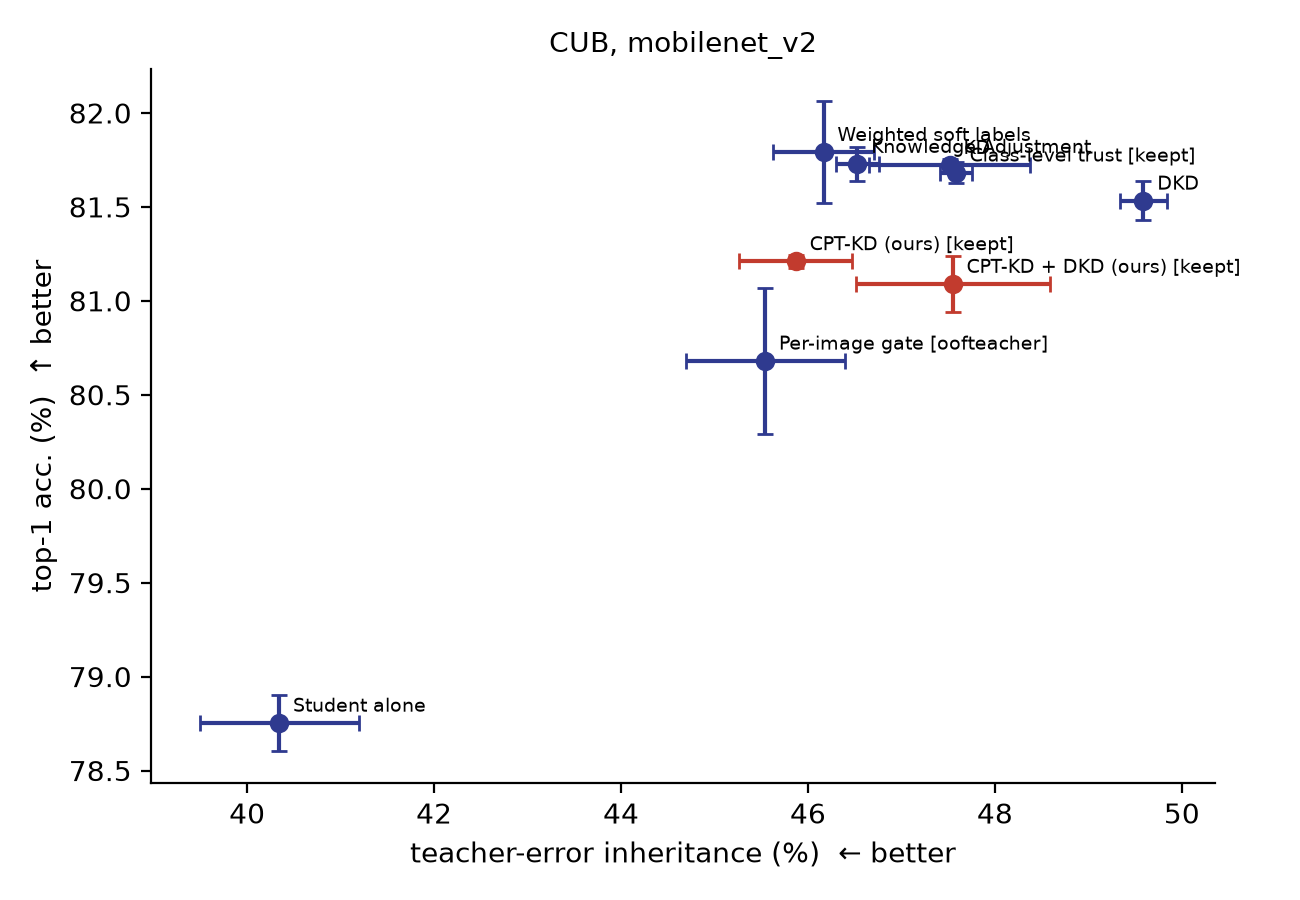 CUB, mobilenet_v2
top-1 acc. (%) ↑ better
82.0
81.5
81.0
80.5
80.0
79.5
79.0
78.5
Weighted soft labels
Knowledge Adjustment
KD
Class-level trust [keept]
DKD
CPT-KD (ours) [keept]
CPT-KD + DKD (ours) [keept]
Per-image gate [oofteacher]
Student alone
40 42 44 46 48 50
teacher-error inheritance (%) ← better